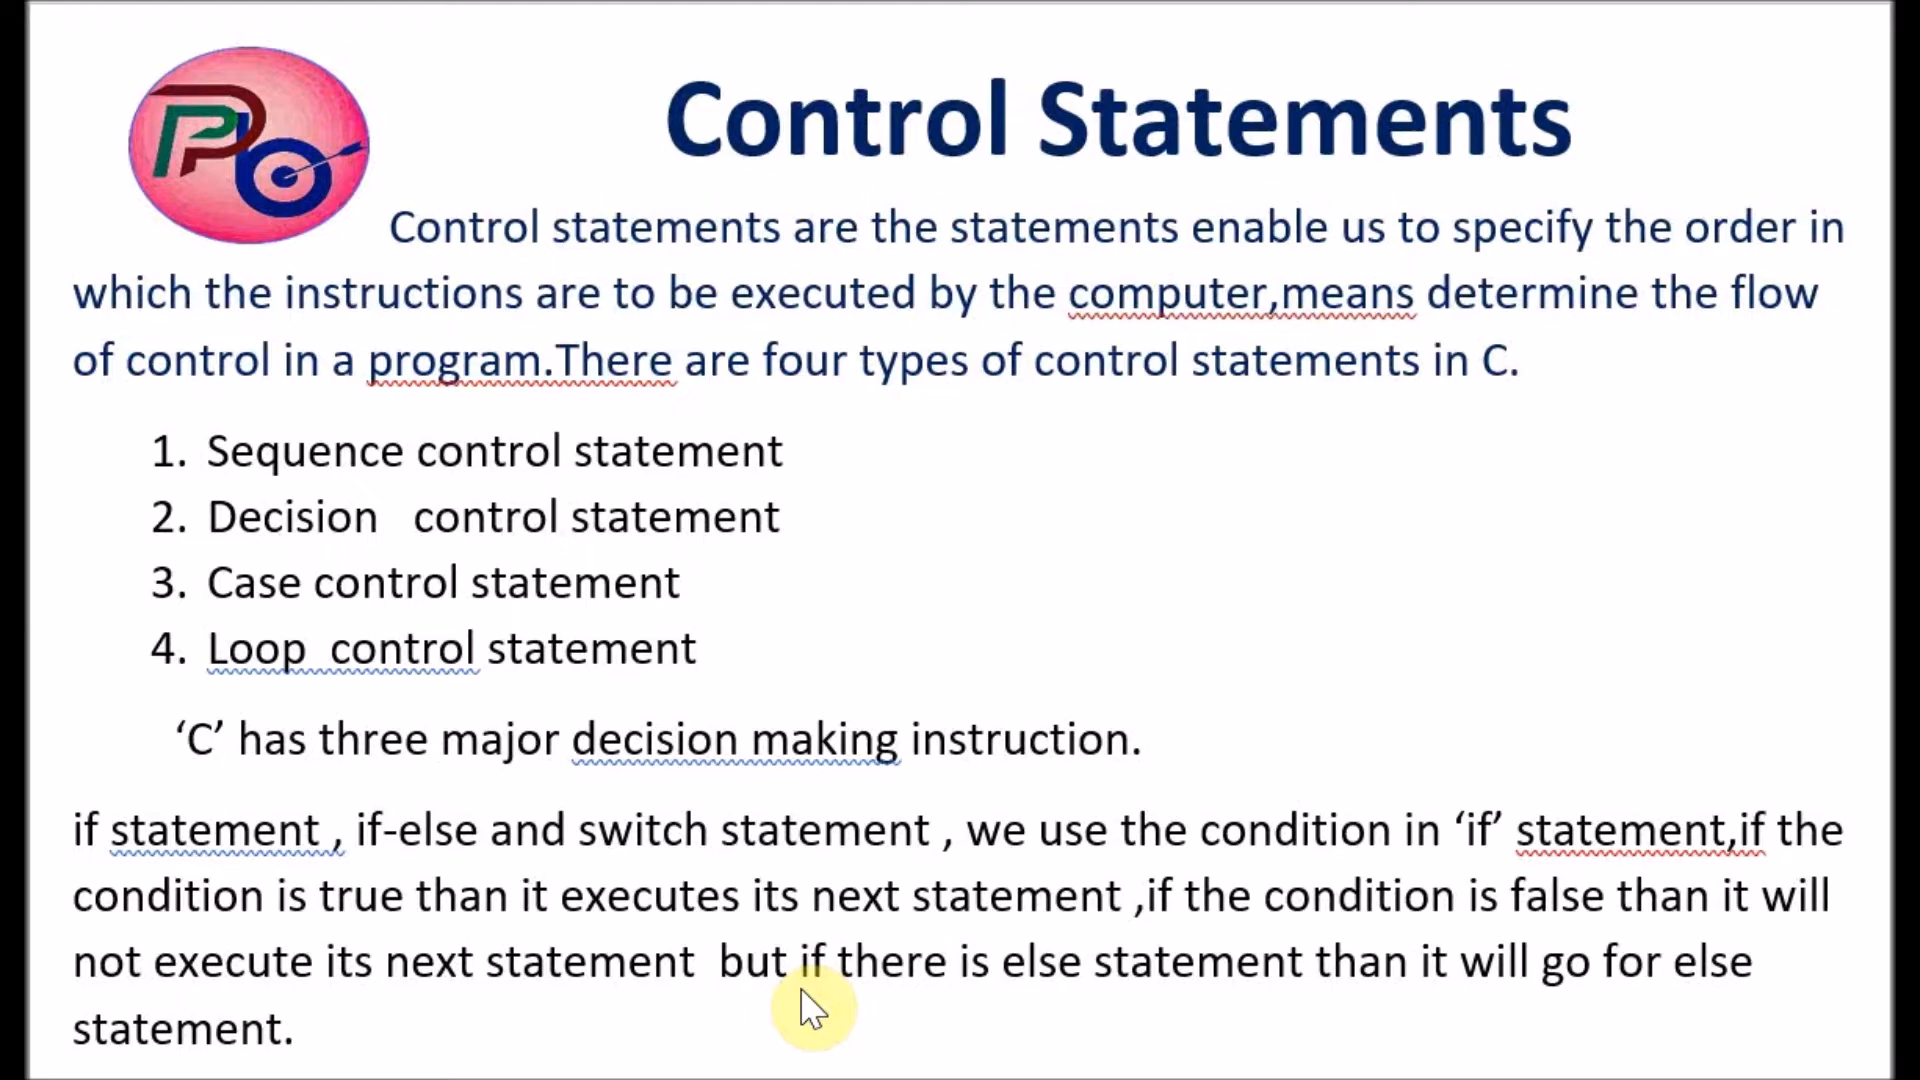 Control Statements
Control statements are the statements enable us to specify the order in
which the instructions are to be executed by the computer,means determine the flow
of control in a program.There are four types of control statements in C.
1. Sequence control statement
2. Decision control statement
3. Case control statement
4. Loop control statement
‘C’ has three major decision making instruction.
if statement , if-else and switch statement , we use the condition in ‘if’ statement,if the
condition is true than it executes its next statement ,if the condition is false than it will
not execute its next statement but if there is else statement than it will go for else
statement.